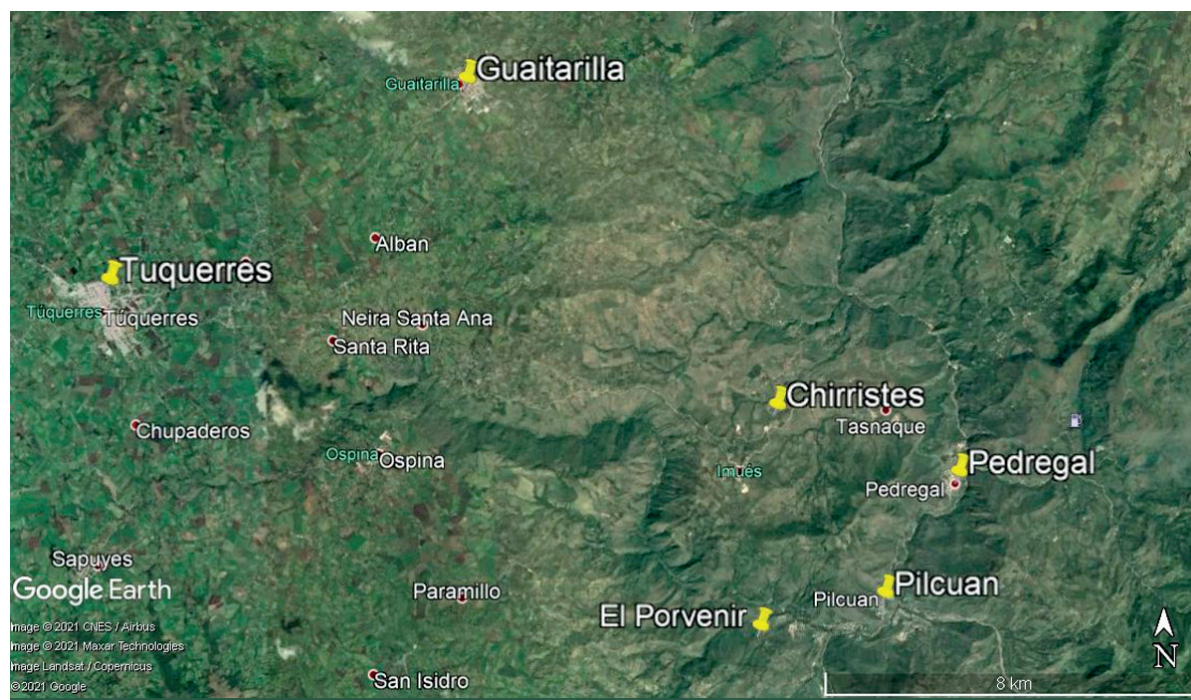 Guaitarilla
Guaitarilla
Alban
Tuquerres
Túquerres
Túquerres
Neira Santa Ana
Santa Rita
Chirristes
Tasnaque
Chupaderos
Ospina
Ospina
Imués
Pedregal
Pedregal
Sapuyes
Google Earth
Paramillo
Pilcuan
Pilcuan
El Porvenir
Image © 2021 CNES / Airbus
Image © 2021 Maxar Technologies
Image Landsat / Copernicus
© 2021 Google
San Isidro
8 km
N